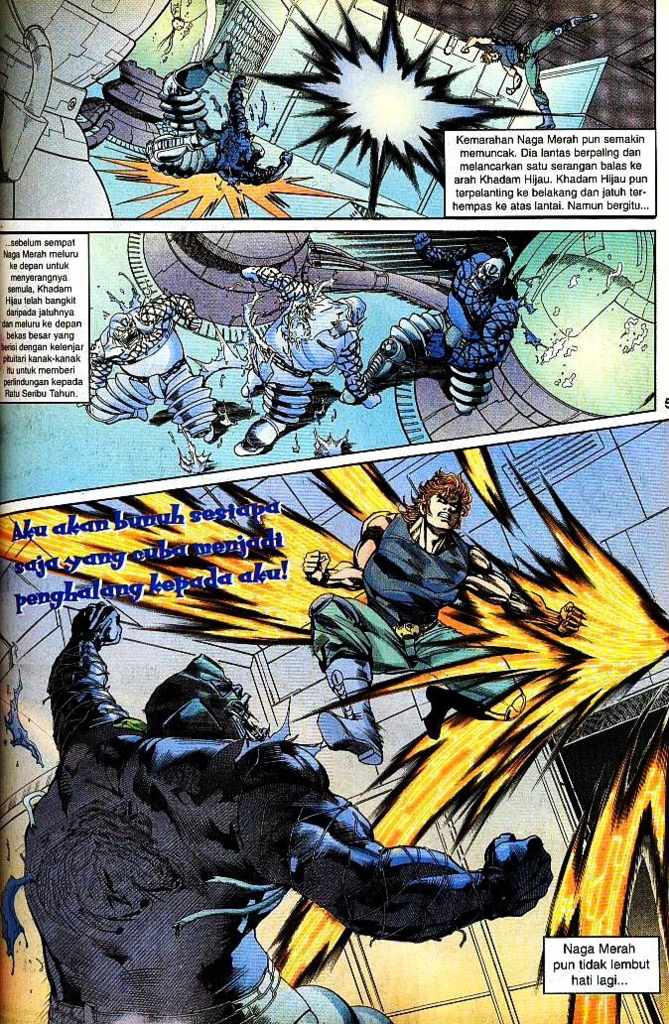 Kemarahan Naga Merah pun semakin
memuncak. Dia lantas berpaling dan
melancarkan satu serangan balas ke
arah Khadam Hijau. Khadam Hijau pun
terpelanting ke belakang dan jatuh ter-
hempas ke atas lantai. Namun bergitu...
...sebelum sempat
Naga Merah meluru
ke depan untuk
menyerangnya
semula, Khadam
Hijau telah bangkit
daripada jatuhnya
dan meluru ke depan
bekas besar yang
berisi dengan kelenjar
pituitari kanak-kanak
itu untuk memberi
perlindungan kepada
Ratu Seribu Tahun.
Aku akan bunuh sesiapa
saja yang cuba menjadi
penghalang kepada aku!
Naga Merah
pun tidak lembut
hati lagi...